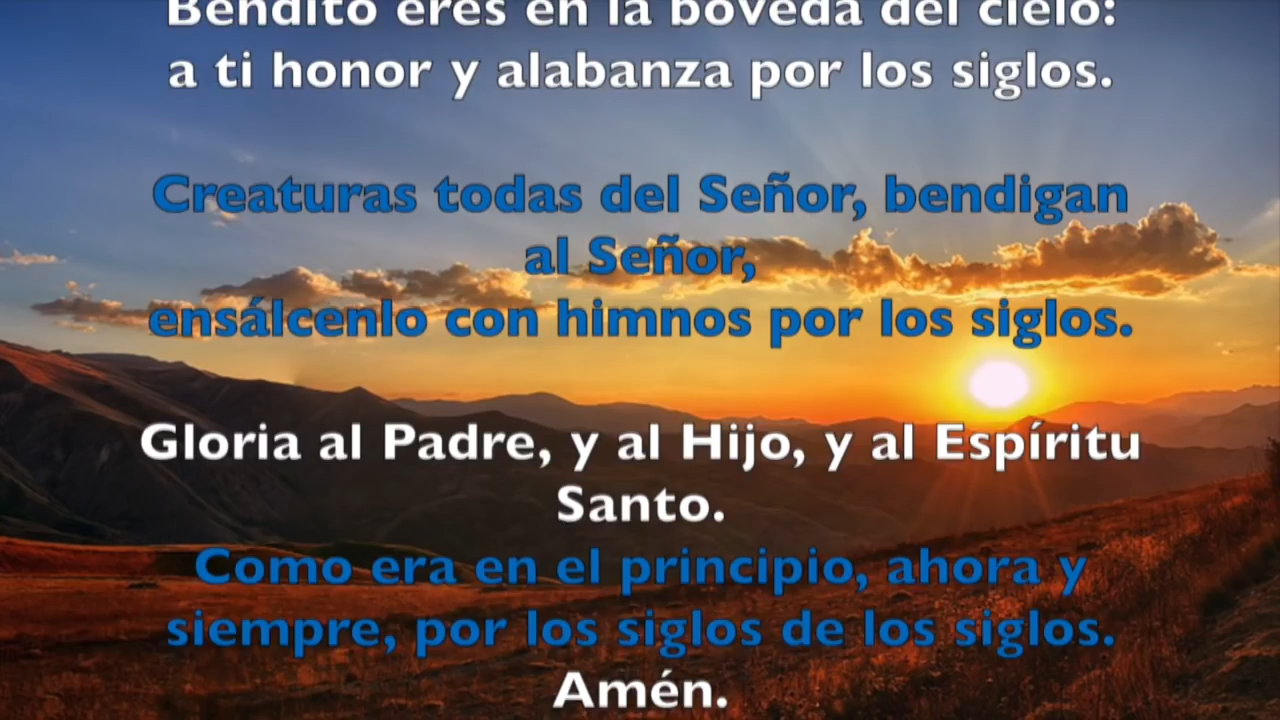 Bendito eres en la bóveda del cielo:
a ti honor y alabanza por los siglos.
Creaturas todas del Señor, bendigan
al Señor,
ensálcenlo con himnos por los siglos.
Gloria al Padre, y al Hijo, y al Espíritu
Santo.
Como era en el principio, ahora y
siempre, por los siglos de los siglos.
Amén.